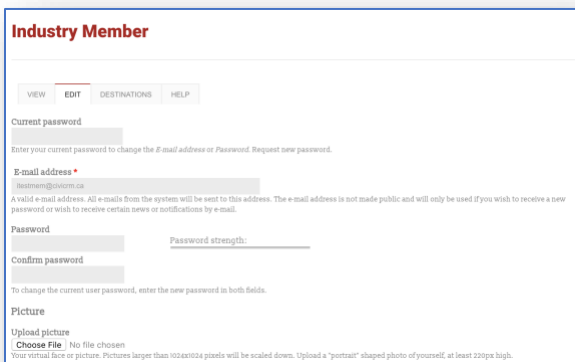 Industry Member
VIEW EDIT DESTINATIONS HELP
Current password
Enter your current password to change the E-mail address or Password. Request new password.
E-mail address *
itestmem@civicrm.ca
A valid e-mail address. All e-mails from the system will be sent to this address. The e-mail address is not made public and will only be used if you wish to receive a new
password or wish to receive certain news or notifications by e-mail.
Password
Password strength:
Confirm password
To change the current user password, enter the new password in both fields.
Picture
Upload picture
Choose File No file chosen
Your virtual face or picture. Pictures larger than 1024x1024 pixels will be scaled down. Upload a "portrait" shaped photo of yourself, at least 220px high.